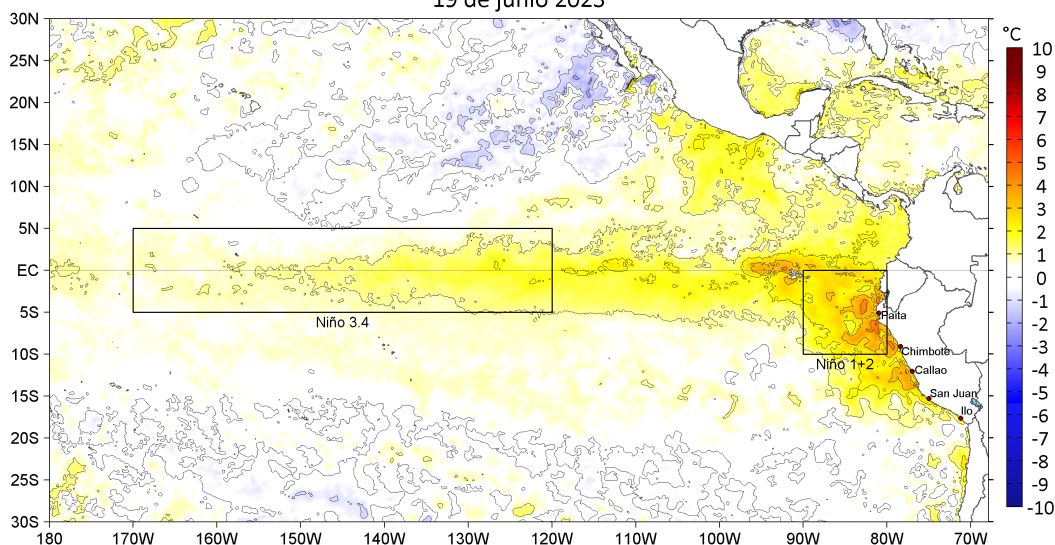 19 de junio 2023
°C
30N
25N
20N
15N
10N
5N
EC
5S
10S
15S
20S
25S
30S
180
170W
160W
150W
140W
130W
120W
110W
100W
90W
80W
70W
Niño 3.4
Niño 1+2
Paita
Chimbote
Callao
San Juan
Ilo
10
9
8
7
6
5
4
3
2
1
0
-1
-2
-3
-4
-5
-6
-7
-8
-9
-10